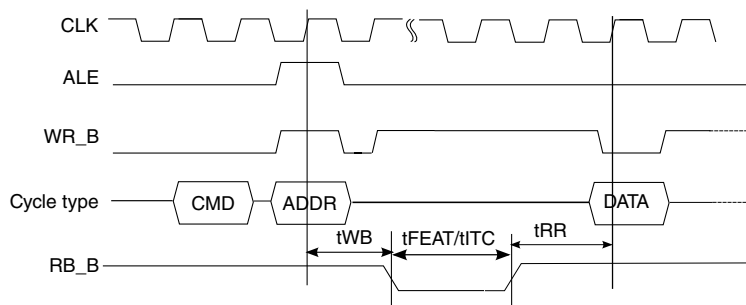 CLK
ALE
WR_B
Cycle type CMD ADDR DATA
tWB tFEAT/tITC tRR
RB_B